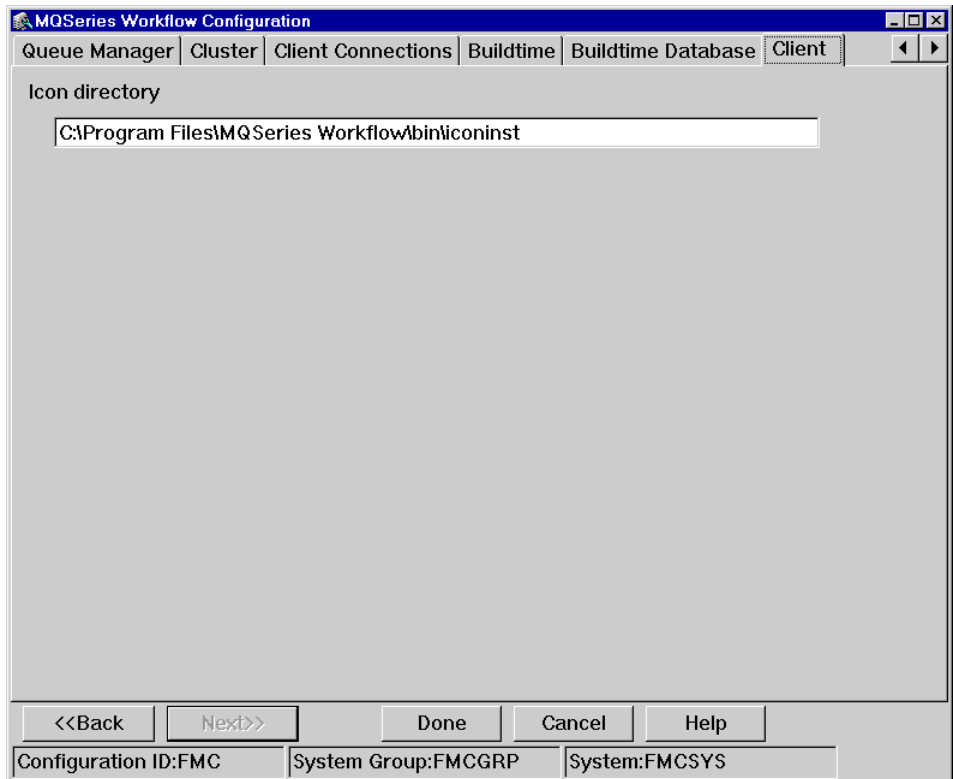 MQSeries Workflow Configuration
Queue Manager Cluster Client Connections Buildtime Buildtime Database Client
Icon directory
C:\Program Files\MQSeries Workflow\bin\iconinst
<<Back Next>> Done Cancel Help
Configuration ID:FMC System Group:FMCGRP System:FMCSYS